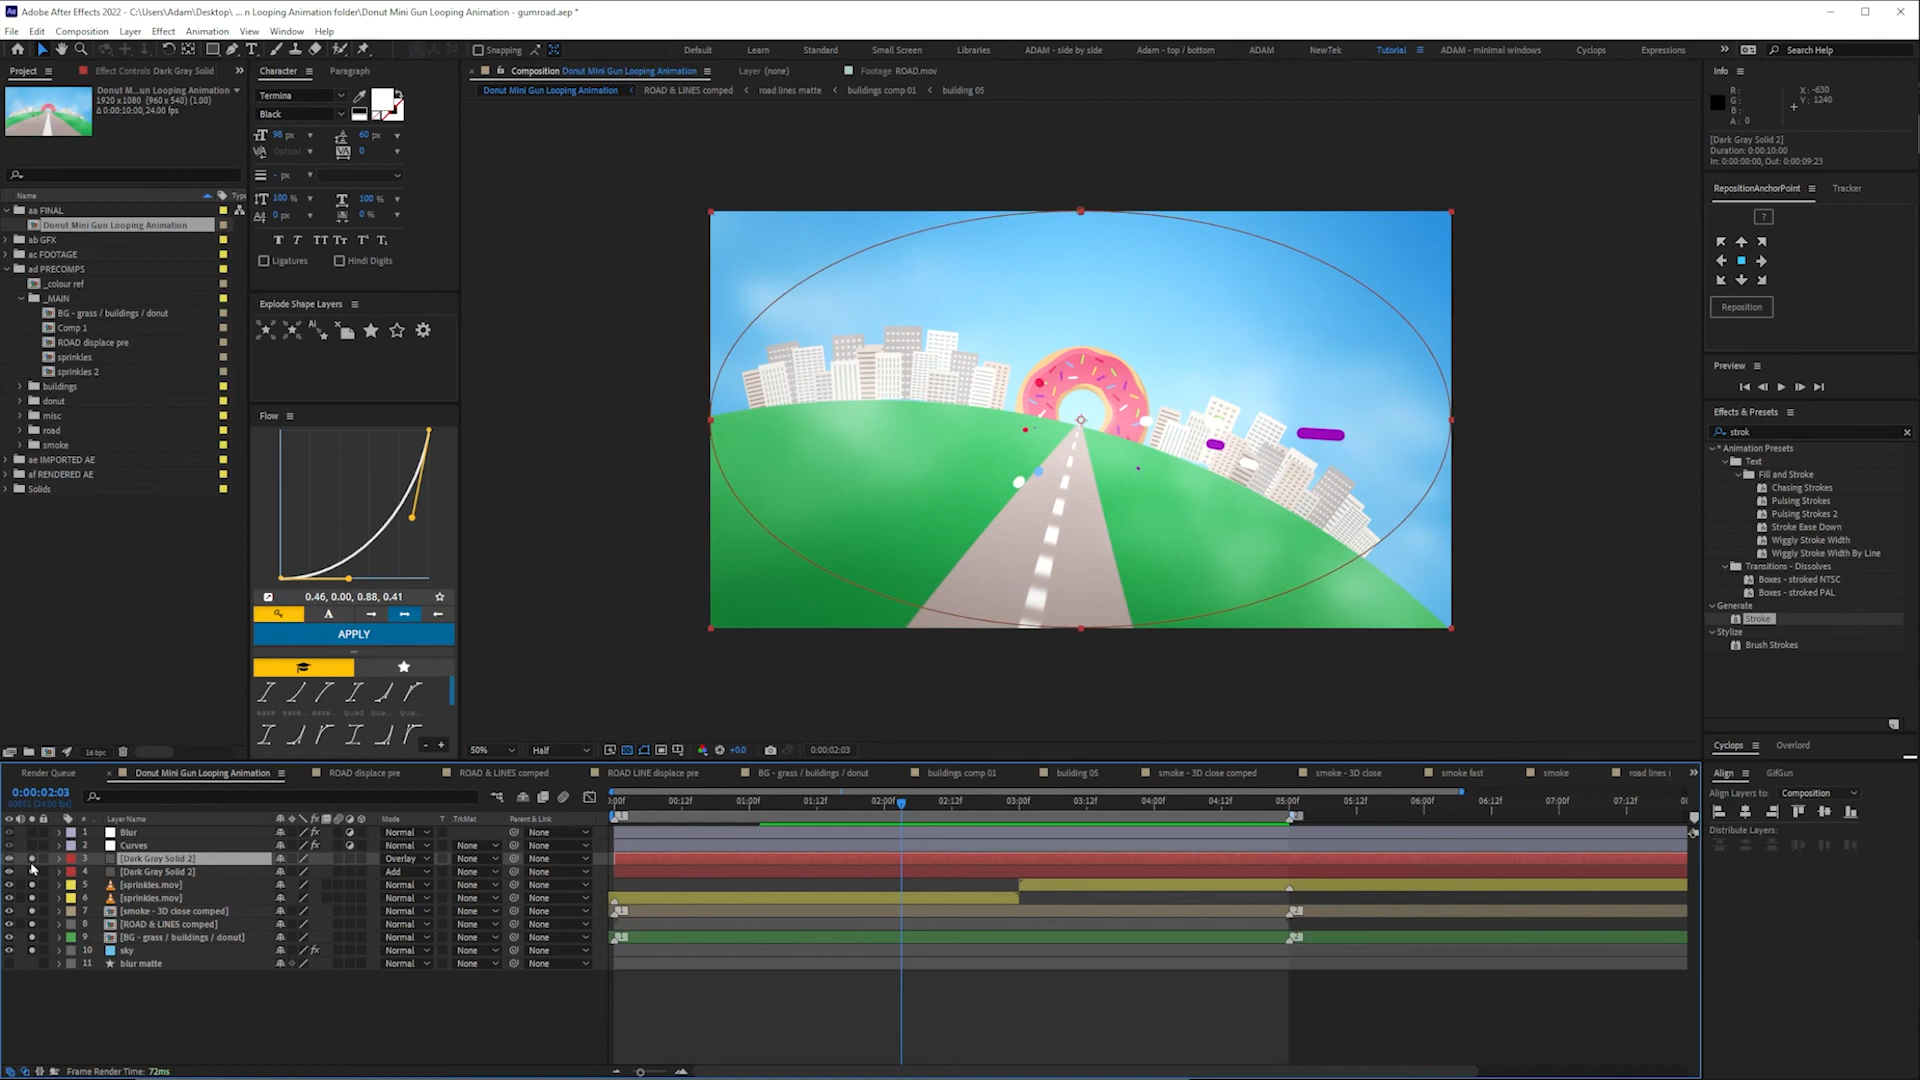 Adobe After Effects 2022 - C:\Users\Adam\Desktop\ ... n Looping Animation folder\Donut Mini Gun Looping Animation - gumroad.aep *
File Edit Composition Layer Effect Animation View Window Help
Snapping
Default Learn Standard Small Screen Libraries ADAM - side by side Adam - top / bottom ADAM NewTek Tutorial ADAM - minimal windows Cyclops Expressions
Search Help
Project Effect Controls Dark Gray Solid
Donut M...un Looping Animation
1920 x 1080 (960 x 540) (1.00)
Δ 0:00:10:00, 24.00 fps
Name Type
aa FINAL
Donut Mini Gun Looping Animation
ab GFX
ac FOOTAGE
ad PRECOMPS
_colour ref
_MAIN
BG - grass / buildings / donut
Comp 1
ROAD displace pre
sprinkles
sprinkles 2
buildings
donut
misc
road
smoke
ae IMPORTED AE
af RENDERED AE
Solids
16 bpc
Character Paragraph
Termina
Black
98 px 60 px
Optical 0
- px
100 % 100 %
0 px 0 %
Ligatures Hindi Digits
Explode Shape Layers
Flow
0.46, 0.00, 0.88, 0.41
APPLY
ease ease... ease... quad qua... qua...
Composition Donut Mini Gun Looping Animation
Layer (none)
Footage ROAD.mov
Donut Mini Gun Looping Animation ROAD & LINES comped road lines matte buildings comp 01 building 05
50% Half +0.0 0:00:02:03
Info
R: X: -630
G: Y: 1240
B:
A: 0
[Dark Gray Solid 2]
Duration: 0:00:10:00
In: 0:00:00:00, Out: 0:00:09:23
RepositionAnchorPoint Tracker
?
Reposition
Preview
Effects & Presets
strok
* Animation Presets
Text
Fill and Stroke
Chasing Strokes
Pulsing Strokes
Pulsing Strokes 2
Stroke Ease Down
Wiggly Stroke Width
Wiggly Stroke Width By Line
Transitions - Dissolves
Boxes - stroked NTSC
Boxes - stroked PAL
Generate
Stroke
Stylize
Brush Strokes
Cyclops Overlord
Align GifGun
Align Layers to: Composition
Distribute Layers:
Render Queue Donut Mini Gun Looping Animation ROAD displace pre ROAD & LINES comped ROAD LINE displace pre BG - grass / buildings / donut buildings comp 01 building 05 smoke - 3D close comped smoke - 3D close smoke fast smoke road lines
0:00:02:03
00051 (24.00 fps)
:00f 00:12f 01:00f 01:12f 02:00f 02:12f 03:00f 03:12f 04:00f 04:12f 05:00f 05:12f 06:00f 06:12f 07:00f 07:12f
# Layer Name Mode T .TrkMat Parent & Link
1 Blur Normal None
2 Curves Normal None None
3 [Dark Gray Solid 2] Overlay None None
4 [Dark Gray Solid 2] Add None None
5 [sprinkles.mov] Normal None None
6 [sprinkles.mov] Normal None None
7 [smoke - 3D close comped] Normal None None
8 [ROAD & LINES comped] Normal None None
9 [BG - grass / buildings / donut] Normal None None
10 sky Normal None None
11 blur matte Normal None None
Frame Render Time: 72ms